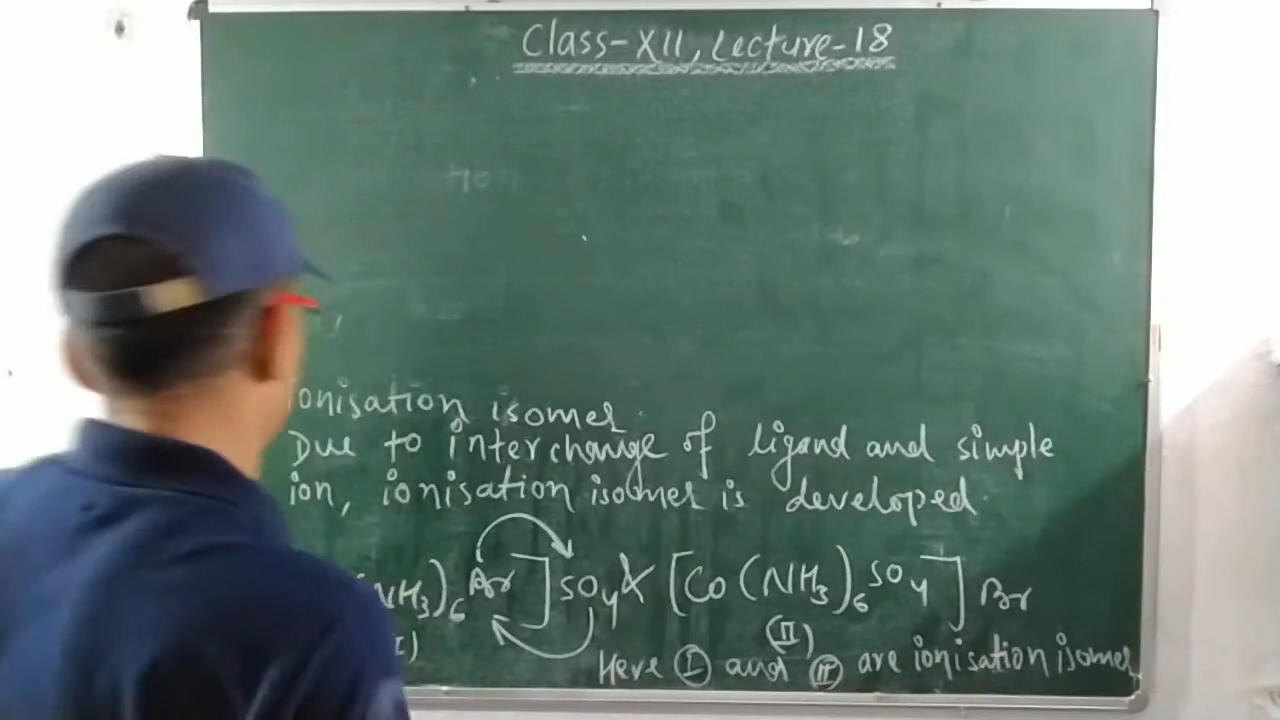 Class-XII, Lecture-18
ionisation isomer.
Due to interchange of ligand and simple
ion, ionisation isomer is developed.
NH3)6 Br ] SO4 & [Co (NH3)6 SO4 ] Br
I) (II)
Here (I) and (II) are ionisation isomer